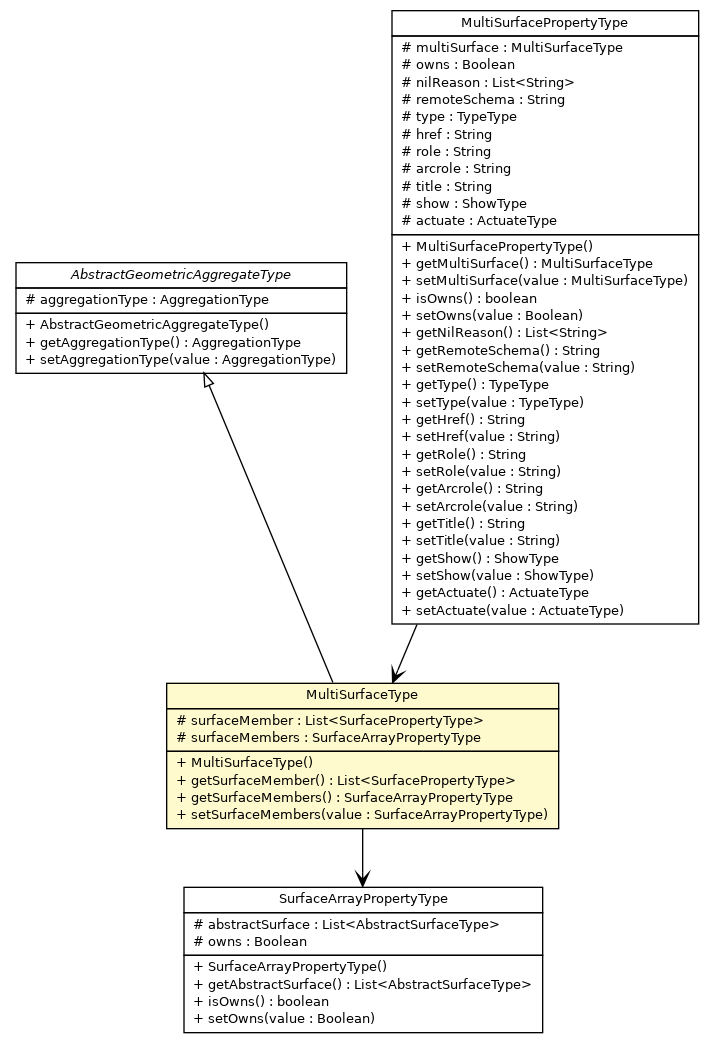 MultiSurfacePropertyType
# multiSurface : MultiSurfaceType
# owns : Boolean
# nilReason : List<String>
# remoteSchema : String
# type : TypeType
# href : String
# role : String
# arcrole : String
# title : String
# show : ShowType
# actuate : ActuateType
+ MultiSurfacePropertyType()
+ getMultiSurface() : MultiSurfaceType
+ setMultiSurface(value : MultiSurfaceType)
+ isOwns() : boolean
+ setOwns(value : Boolean)
+ getNilReason() : List<String>
+ getRemoteSchema() : String
+ setRemoteSchema(value : String)
+ getType() : TypeType
+ setType(value : TypeType)
+ getHref() : String
+ setHref(value : String)
+ getRole() : String
+ setRole(value : String)
+ getArcrole() : String
+ setArcrole(value : String)
+ getTitle() : String
+ setTitle(value : String)
+ getShow() : ShowType
+ setShow(value : ShowType)
+ getActuate() : ActuateType
+ setActuate(value : ActuateType)
AbstractGeometricAggregateType
# aggregationType : AggregationType
+ AbstractGeometricAggregateType()
+ getAggregationType() : AggregationType
+ setAggregationType(value : AggregationType)
MultiSurfaceType
# surfaceMember : List<SurfacePropertyType>
# surfaceMembers : SurfaceArrayPropertyType
+ MultiSurfaceType()
+ getSurfaceMember() : List<SurfacePropertyType>
+ getSurfaceMembers() : SurfaceArrayPropertyType
+ setSurfaceMembers(value : SurfaceArrayPropertyType)
SurfaceArrayPropertyType
# abstractSurface : List<AbstractSurfaceType>
# owns : Boolean
+ SurfaceArrayPropertyType()
+ getAbstractSurface() : List<AbstractSurfaceType>
+ isOwns() : boolean
+ setOwns(value : Boolean)